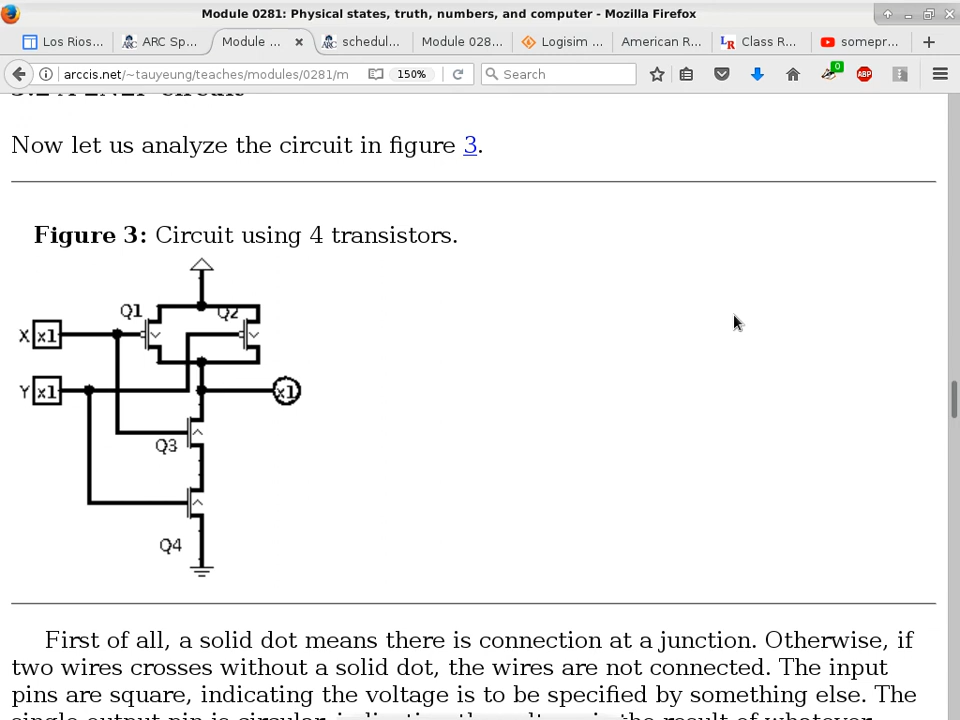 Module 0281: Physical states, truth, numbers, and computer - Mozilla Firefox
Los Rios... ARC Sp... Module ... schedul... Module 028... Logisim ... American R... Class R... somepr...
arccis.net/~tauyeung/teaches/modules/0281/m 150% Search 0 ABP
Now let us analyze the circuit in figure 3.
Figure 3: Circuit using 4 transistors.
Q1 Q2
X x1
Y x1 x1
Q3
Q4
First of all, a solid dot means there is connection at a junction. Otherwise, if
two wires crosses without a solid dot, the wires are not connected. The input
pins are square, indicating the voltage is to be specified by something else. The